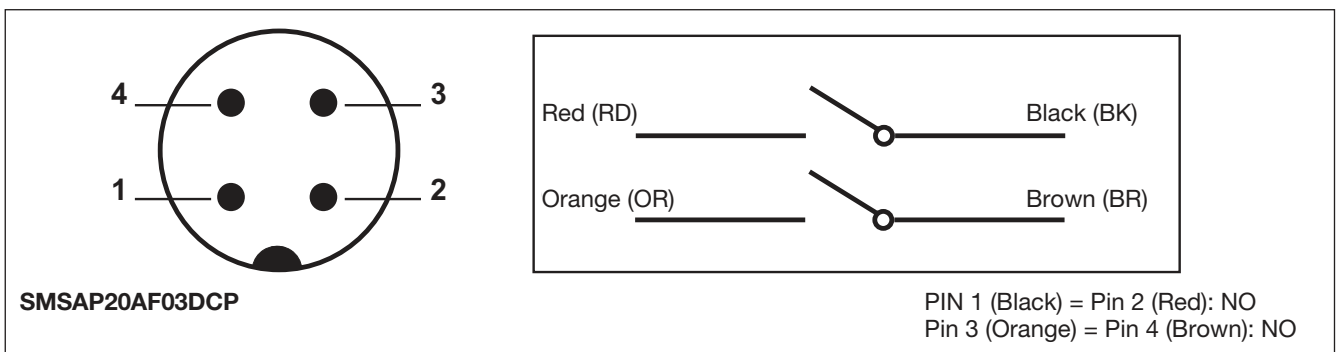 4
3
1
2
Red (RD)
Black (BK)
Orange (OR)
Brown (BR)
SMSAP20AF03DCP
PIN 1 (Black) = Pin 2 (Red): NO
Pin 3 (Orange) = Pin 4 (Brown): NO